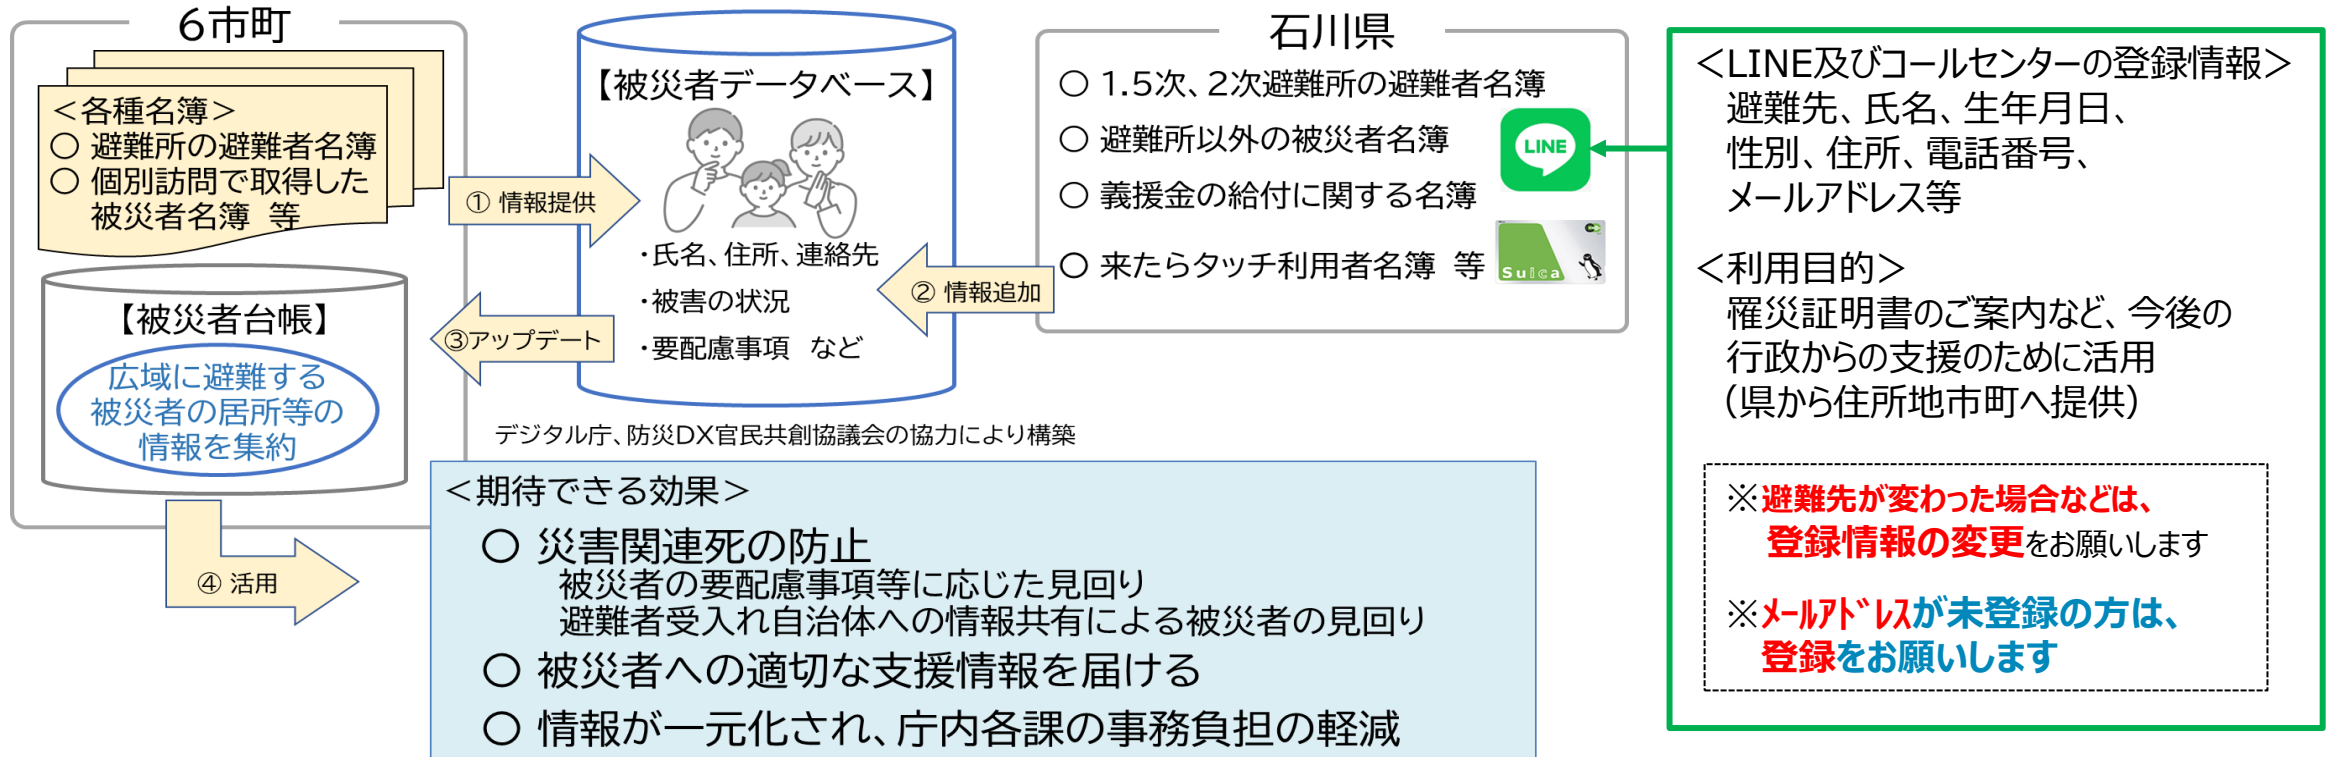 6市町
＜各種名簿＞
○ 避難所の避難者名簿
○ 個別訪問で取得した
被災者名簿 等
【被災者台帳】
広域に避難する
被災者の居所等の
情報を集約
① 情報提供
【被災者データベース】
・氏名、住所、連絡先
・被害の状況
・要配慮事項 など
② 情報追加
③アップデート
④ 活用
デジタル庁、防災DX官民共創協議会の協力により構築
石川県
○ 1.5次、2次避難所の避難者名簿
○ 避難所以外の被災者名簿
○ 義援金の給付に関する名簿
○ 来たらタッチ利用者名簿 等
LINE
Suica
＜LINE及びコールセンターの登録情報＞
避難先、氏名、生年月日、
性別、住所、電話番号、
メールアドレス等
＜利用目的＞
罹災証明書のご案内など、今後の
行政からの支援のために活用
（県から住所地市町へ提供）
※避難先が変わった場合などは、
登録情報の変更をお願いします
※メールアドレスが未登録の方は、
登録をお願いします
＜期待できる効果＞
○ 災害関連死の防止
被災者の要配慮事項等に応じた見回り
避難者受入れ自治体への情報共有による被災者の見回り
○ 被災者への適切な支援情報を届ける
○ 情報が一元化され、庁内各課の事務負担の軽減